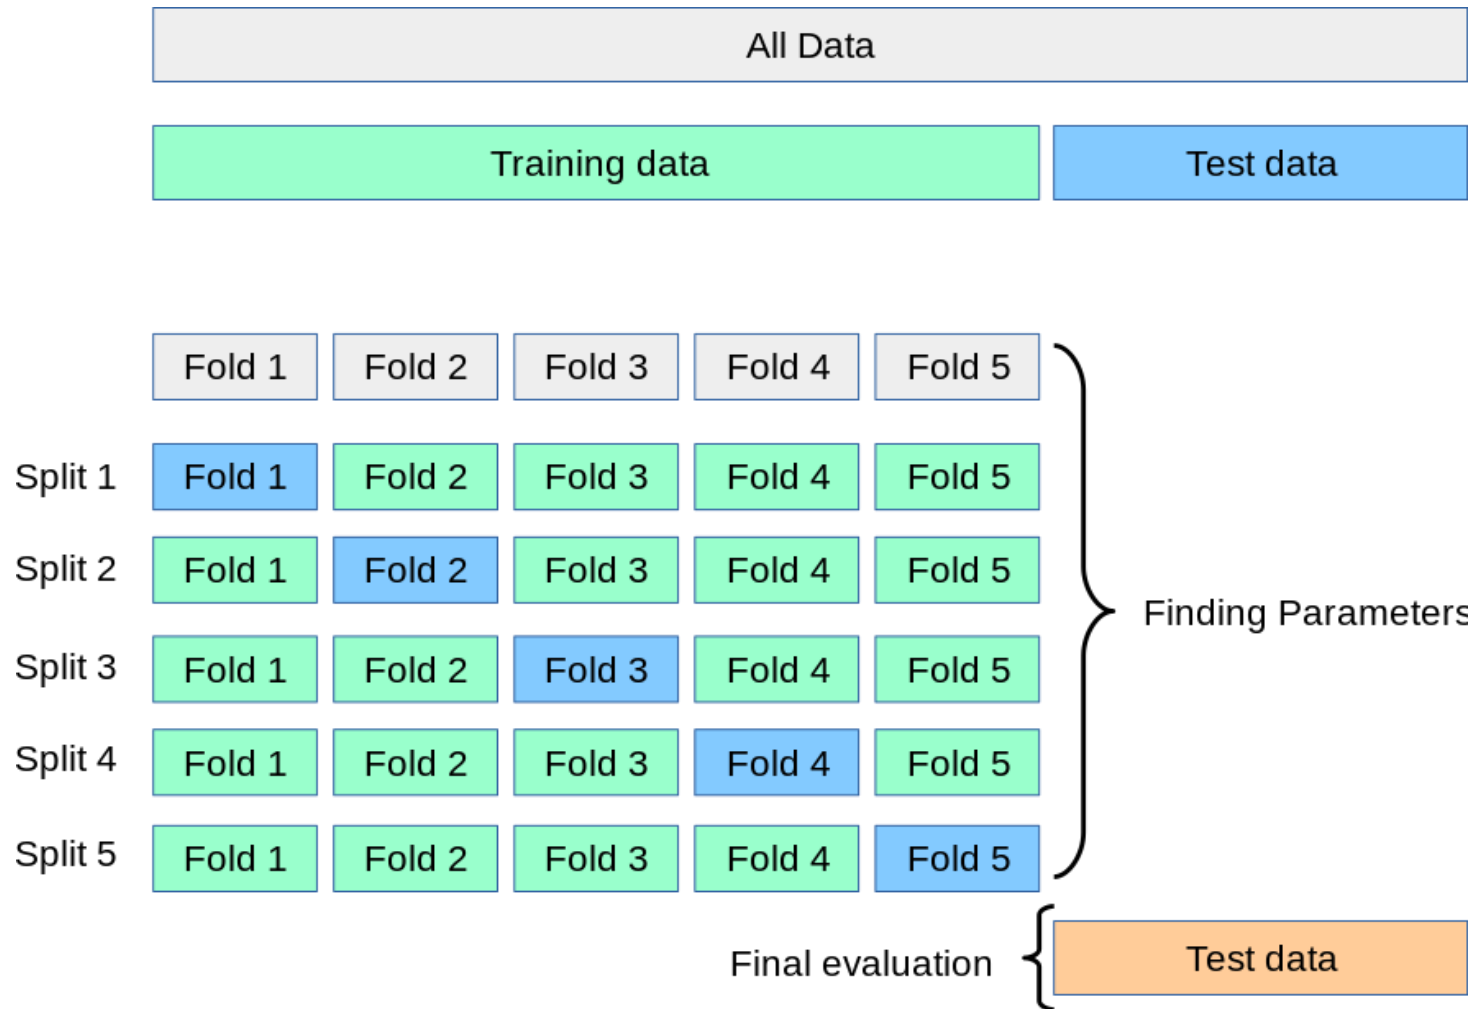 All Data
Training data Test data
Fold 1 Fold 2 Fold 3 Fold 4 Fold 5
Split 1 Fold 1 Fold 2 Fold 3 Fold 4 Fold 5
Split 2 Fold 1 Fold 2 Fold 3 Fold 4 Fold 5
Finding Parameters
Split 3 Fold 1 Fold 2 Fold 3 Fold 4 Fold 5
Split 4 Fold 1 Fold 2 Fold 3 Fold 4 Fold 5
Split 5 Fold 1 Fold 2 Fold 3 Fold 4 Fold 5
Final evaluation Test data